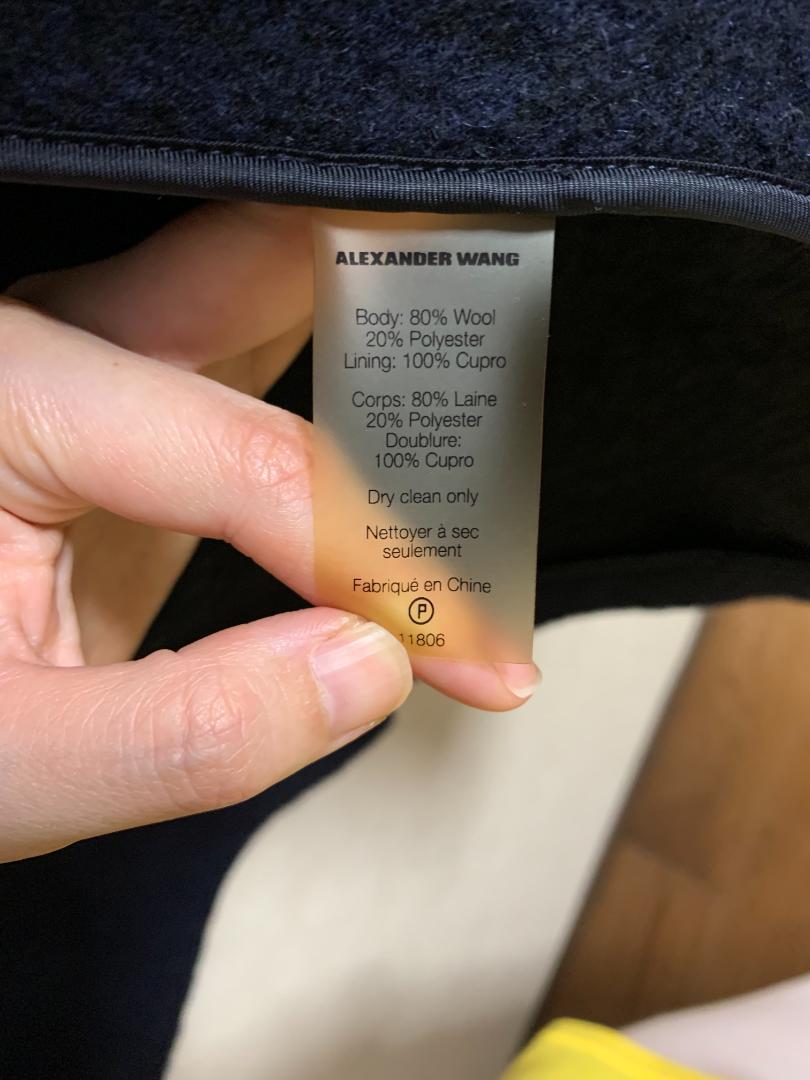 ALEXANDER WANG
Body: 80% Wool
20% Polyester
Lining: 100% Cupro
Corps: 80% Laine
20% Polyester
Doublure:
100% Cupro
Dry clean only
Nettoyer à sec
seulement
Fabriqué en Chine
P
11806